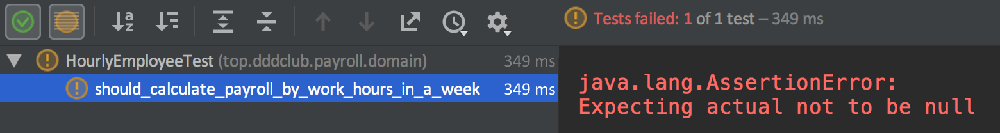 a
z
Tests failed: 1 of 1 test – 349 ms
HourlyEmployeeTest (top.dddclub.payroll.domain) 349 ms
should_calculate_payroll_by_work_hours_in_a_week 349 ms
java.lang.AssertionError:
Expecting actual not to be null